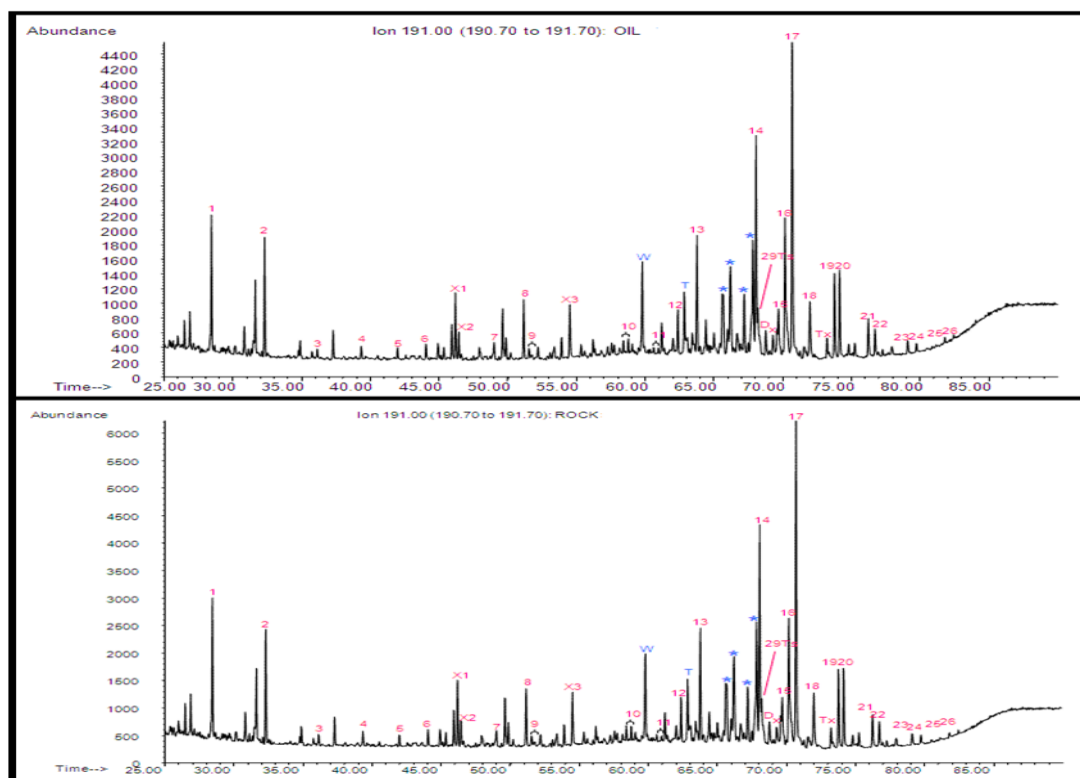 Abundance Ion 191.00 (190.70 to 191.70): OIL
17
4400
4200
4000
3800
3600
3400
3200 14
3000
2800
2600
2400
2200 1 18
2000 2 13 *
1800
1600 W * 29Ts
1400 T 1920
1200 X1 * *
1000 8 X3 12 15 18
800 X2 Dx 21
600 7 9 10 11 Tx 22
400 3 4 5 6 23 24 25 26
200
0
Time--> 25.00 30.00 35.00 40.00 45.00 50.00 55.00 60.00 65.00 70.00 75.00 80.00 85.00
Abundance Ion 191.00 (190.70 to 191.70): ROCK
17
6000
5500
5000
4500 14
4000
3500
3000 1
2500 2 13 * 16
2000 W * 29Ts
1500 X1 8 X3 12 T * * 15 18 1920
1000 X2 10 Dx 21 22
500 3 4 5 6 7 9 11 Tx 23 24 25 26
0
Time--> 25.00 30.00 35.00 40.00 45.00 50.00 55.00 60.00 65.00 70.00 75.00 80.00 85.00